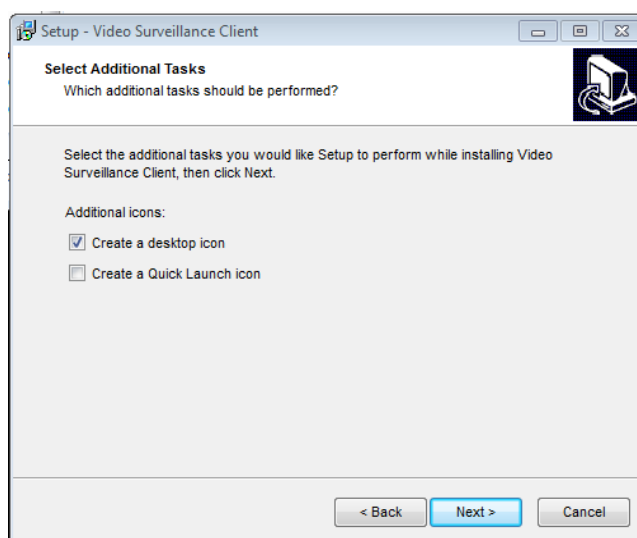 Setup - Video Surveillance Client
Select Additional Tasks
Which additional tasks should be performed?
Select the additional tasks you would like Setup to perform while installing Video
Surveillance Client, then click Next.
Additional icons:
Create a desktop icon
Create a Quick Launch icon
< Back Next > Cancel